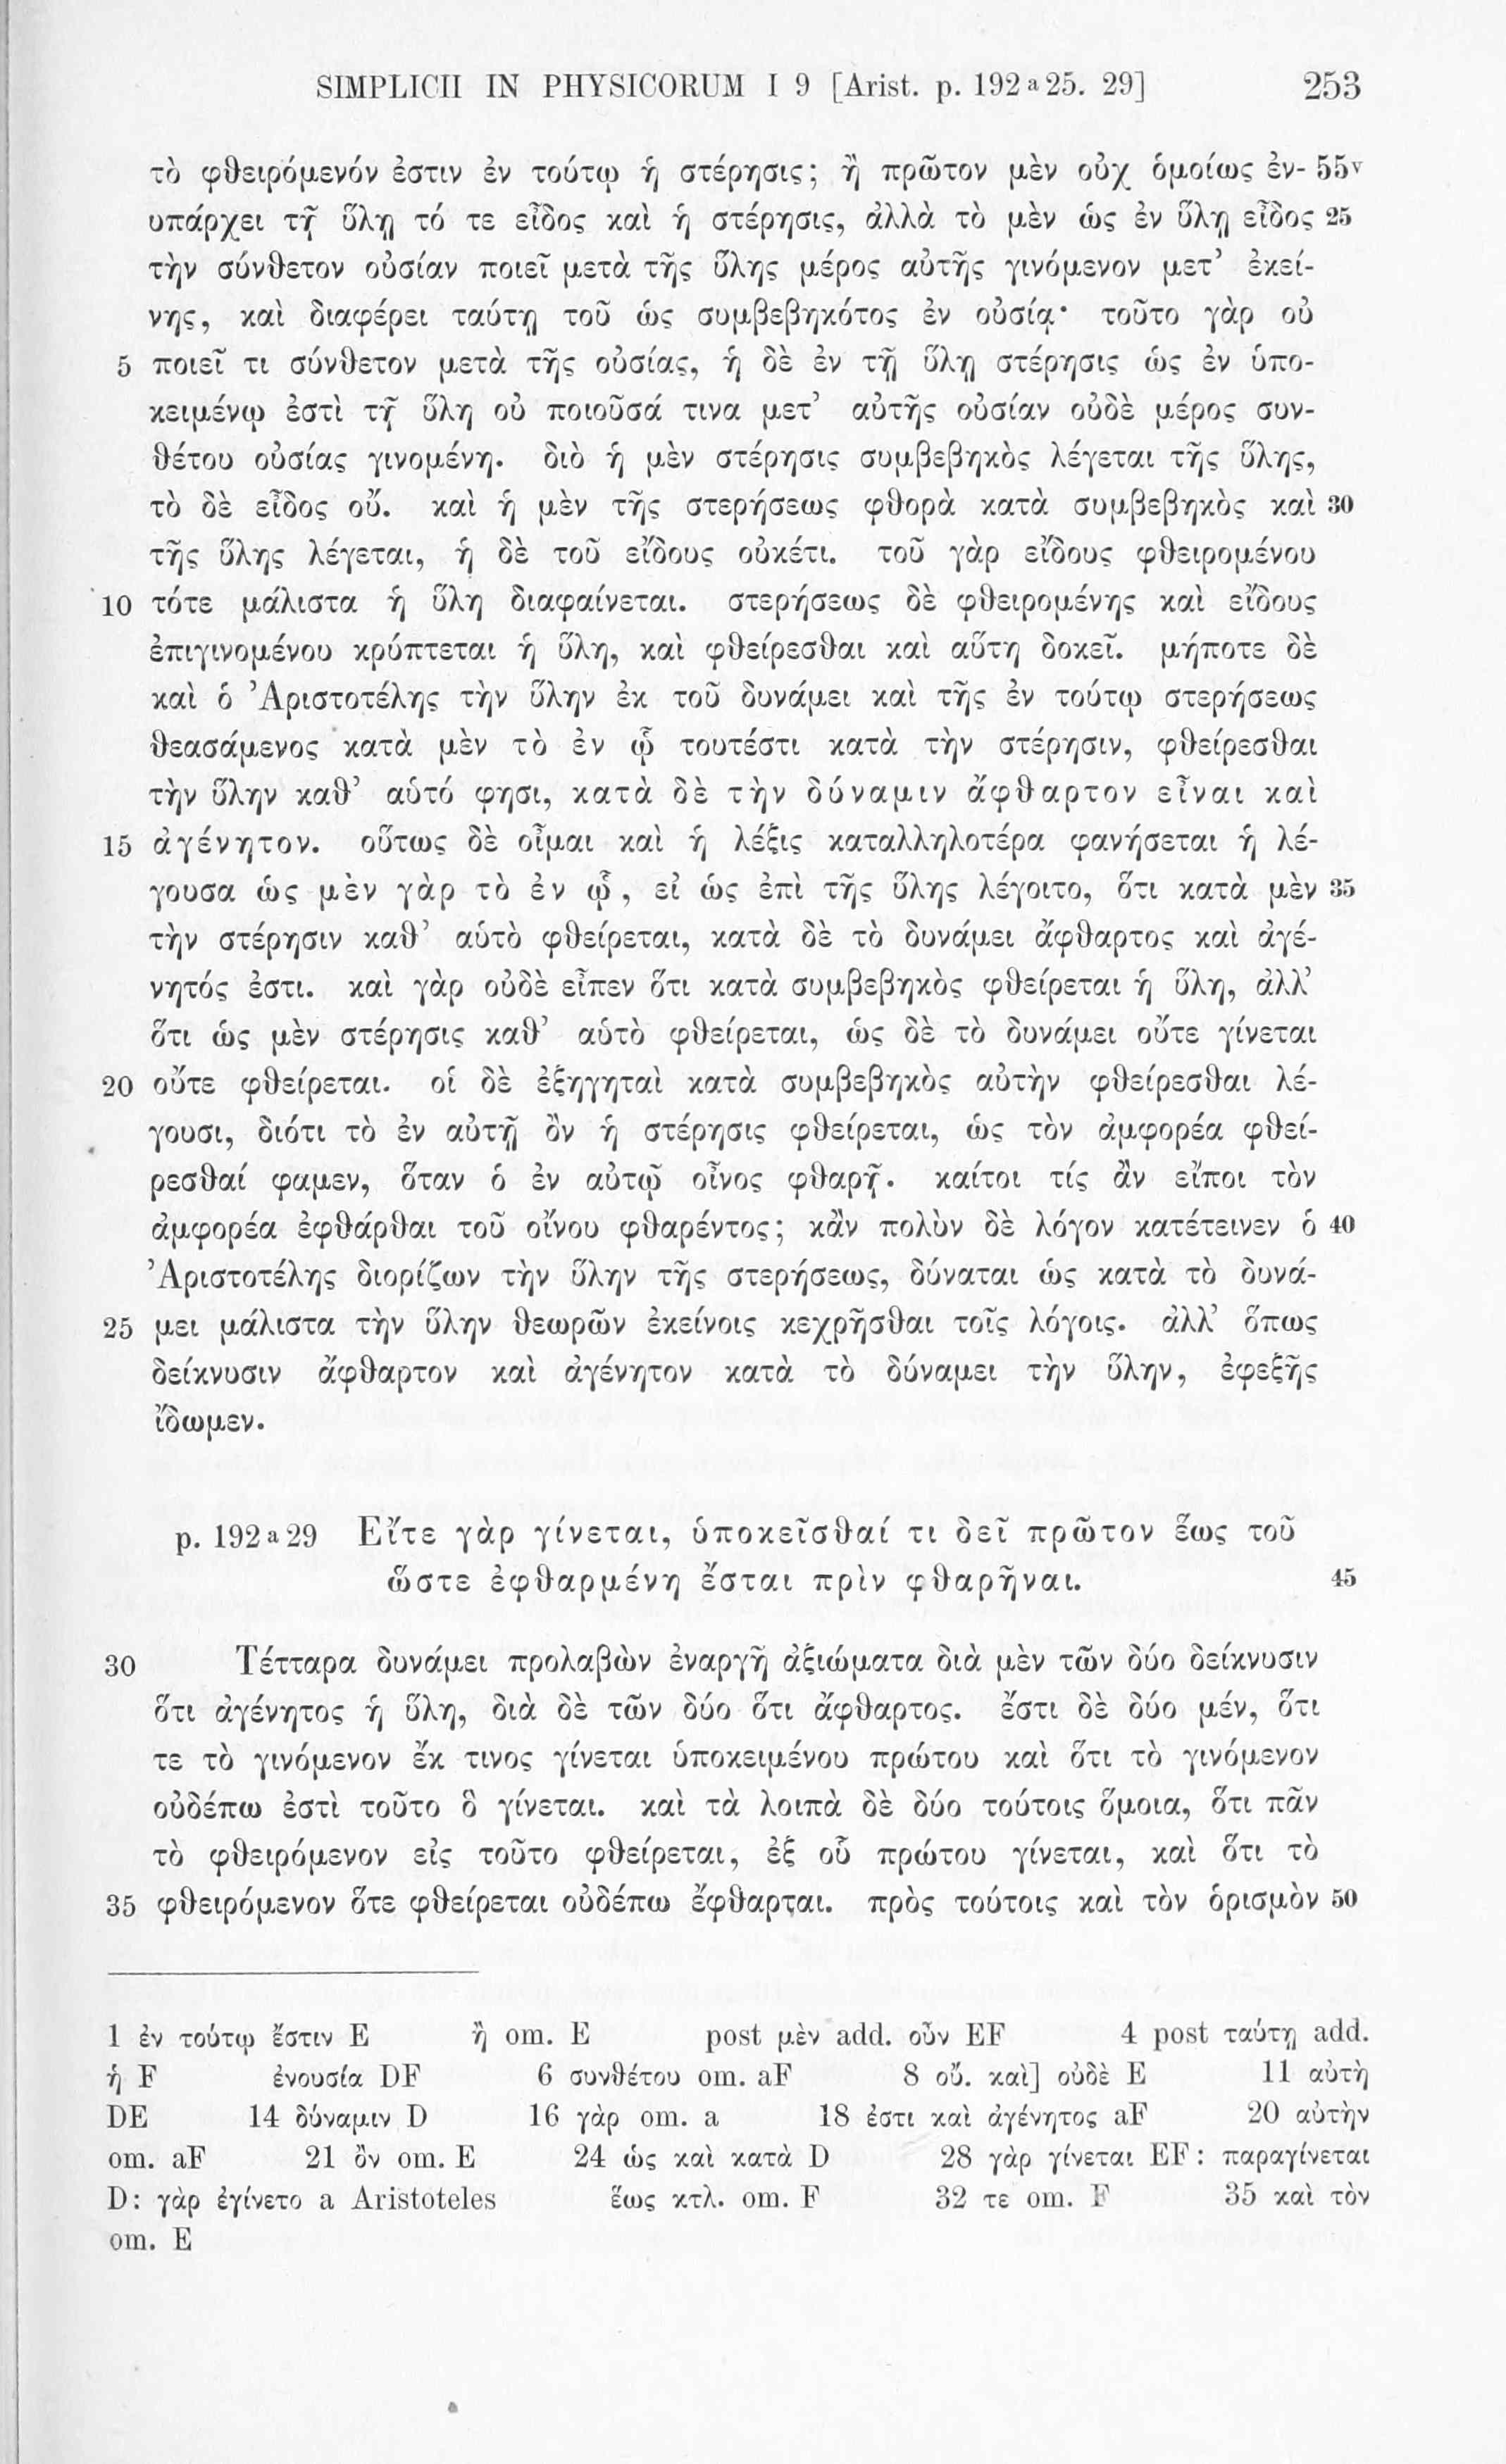 SIMPLICII IN PHYSICORUM I 9 [Arist. p. 192 a 25. 29] 253
τὸ φθειρόμενόν ἐστιν ἐν τούτῳ ἡ στέρησις; ἢ πρῶτον μὲν οὐχ ὁμοίως ἐν- 55v
υπάρχει τῇ ὕλῃ τό τε εἶδος καὶ ἡ στέρησις, ἀλλὰ τὸ μὲν ὡς ἐν ὕλῃ εἶδος 25
τὴν σύνθετον οὐσίαν ποιεῖ μετὰ τῆς ὕλης μέρος αὐτῆς γινόμενον μετ’ ἐκεί-
νης, καὶ διαφέρει ταύτῃ τοῦ ὡς συμβεβηκότος ἐν οὐσίᾳ· τοῦτο γὰρ οὐ
5 ποιεῖ τι σύνθετον μετὰ τῆς οὐσίας, ἡ δὲ ἐν τῇ ὕλῃ στέρησις ὡς ἐν ὑπο-
κειμένῳ ἐστὶ τῇ ὕλη οὐ ποιοῦσά τινα μετ’ αὐτῆς οὐσίαν οὐδὲ μέρος συν-
θέτου οὐσίας γινομένη. διὸ ἡ μὲν στέρησις συμβεβηκὸς λέγεται τῆς ὕλης,
τὸ δὲ εἶδος οὔ. καὶ ἡ μὲν τῆς στερήσεως φθορὰ κατὰ συμβεβηκὸς καὶ 30
τῆς ὕλης λέγεται, ἡ δὲ τοῦ εἴδους οὐκέτι. τοῦ γὰρ εἴδους φθειρομένου
10 τότε μάλιστα ἡ ὕλη διαφαίνεται. στερήσεως δὲ φθειρομένης καὶ εἴδους
ἐπιγινομένου κρύπτεται ἡ ὕλη, καὶ φθείρεσθαι καὶ αὕτη δοκεῖ. μήποτε δὲ
καὶ ὁ Ἀριστοτέλης τὴν ὕλην ἐκ τοῦ δυνάμει καὶ τῆς ἐν τούτῳ στερήσεως
θεασάμενος κατὰ μὲν τὸ ἐν ᾧ τουτέστι κατὰ τὴν στέρησιν, φθείρεσθαι
τὴν ὕλην καθ’ αὑτό φησι, κατὰ δὲ τὴν δύναμιν ἄφθαρτον εἶναι καὶ
15 ἀγένητον. οὕτως δὲ οἶμαι καὶ ἡ λέξις καταλληλοτέρα φανήσεται ἡ λέ-
γουσα ὡς μὲν γὰρ τὸ ἐν ᾧ, εἰ ὡς ἐπὶ τῆς ὕλης λέγοιτο, ὅτι κατὰ μὲν 35
τὴν στέρησιν καθ’ αὑτὸ φθείρεται, κατὰ δὲ τὸ δυνάμει ἄφθαρτος καὶ ἀγέ-
νητός ἐστι. καὶ γὰρ οὐδὲ εἶπεν ὅτι κατὰ συμβεβηκὸς φθείρεται ἡ ὕλη, ἀλλ’
ὅτι ὡς μὲν στέρησις καθ’ αὑτὸ φθείρεται, ὡς δὲ τὸ δυνάμει οὔτε γίνεται
20 οὔτε φθείρεται. οἱ δὲ ἐξηγηταὶ κατὰ συμβεβηκὸς αὐτὴν φθείρεσθαι λέ-
γουσι, διότι τὸ ἐν αὐτῇ ὂν ἡ στέρησις φθείρεται, ὡς τὸν ἀμφορέα φθεί-
ρεσθαί φαμεν, ὅταν ὁ ἐν αὐτῷ οἶνος φθαρῇ. καίτοι τίς ἂν εἴποι τὸν
ἀμφορέα ἐφθάρθαι τοῦ οἴνου φθαρέντος; κἂν πολὺν δὲ λόγον κατέτεινεν ὁ 40
Ἀριστοτέλης διορίζων τὴν ὕλην τῆς στερήσεως, δύναται ὡς κατὰ τὸ δυνά-
25 μει μάλιστα τὴν ὕλην θεωρῶν ἐκείνοις κεχρῆσθαι τοῖς λόγοις. ἀλλ’ ὅπως
δείκνυσιν ἄφθαρτον καὶ ἀγένητον κατὰ τὸ δύναμει τὴν ὕλην, ἐφεξῆς
ἴδωμεν.
p. 192 a 29 Εἴτε γὰρ γίνεται, ὑποκεῖσθαί τι δεῖ πρῶτον ἕως τοῦ
ὥστε ἐφθαρμένη ἔσται πρὶν φθαρῆναι. 45
30 Τέτταρα δυνάμει προλαβὼν ἐναργῆ ἀξιώματα διὰ μὲν τῶν δύο δείκνυσιν
ὅτι ἀγένητος ἡ ὕλη, διὰ δὲ τῶν δύο ὅτι ἄφθαρτος. ἔστι δὲ δύο μέν, ὅτι
τε τὸ γινόμενον ἔκ τινος γίνεται ὑποκειμένου πρώτου καὶ ὅτι τὸ γινόμενον
οὐδέπω ἐστὶ τοῦτο ὃ γίνεται. καὶ τὰ λοιπὰ δὲ δύο τούτοις ὅμοια, ὅτι πᾶν
τὸ φθειρόμενον εἰς τοῦτο φθείρεται, ἐξ οὗ πρώτου γίνεται, καὶ ὅτι τὸ
35 φθειρόμενον ὅτε φθείρεται οὐδέπω ἔφθαρται. πρὸς τούτοις καὶ τὸν ὁρισμὸν 50
1 ἐν τούτῳ ἔστιν E ἢ om. E post μὲν add. οὖν EF 4 post ταύτῃ add.
ἡ F ἐνουσία DF 6 συνθέτου om. aF 8 οὔ. καὶ] οὐδὲ E 11 αὐτὴ
DE 14 δύναμιν D 16 γὰρ om. a 18 ἐστι καὶ ἀγένητος aF 20 αὐτὴν
om. aF 21 ὂν om. E 24 ὡς καὶ κατὰ D 28 γὰρ γίνεται EF: παραγίνεται
D: γὰρ ἐγίνετο a Aristoteles ἕως κτλ. om. F 32 τε om. F 35 καὶ τὸν
om. E